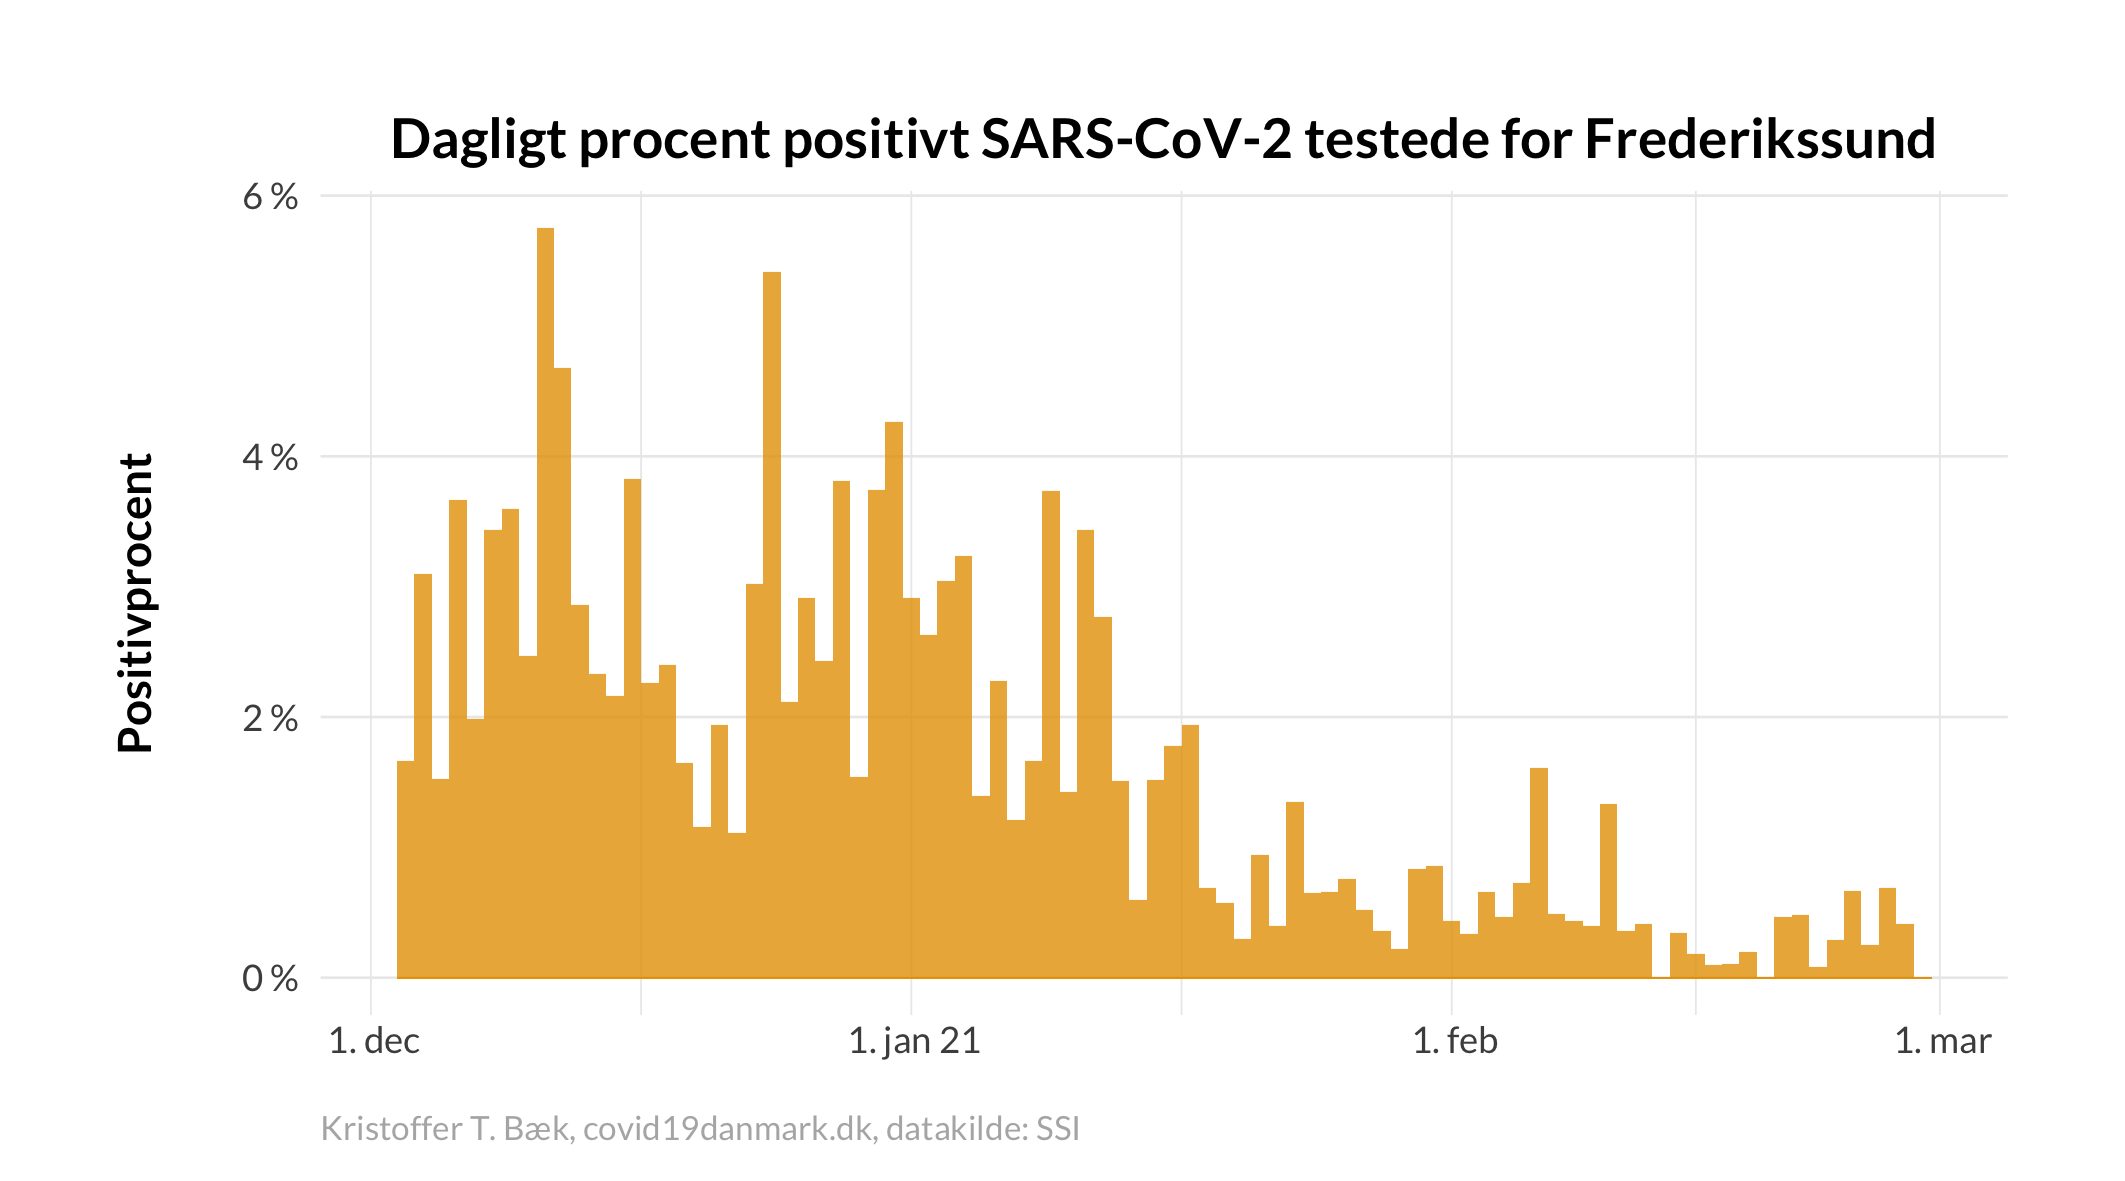 Dagligt procent positivt SARS-CoV-2 testede for Frederikssund
Positivprocent
6 %
4 %
2 %
0 %
1. dec
1. jan 21
1. feb
1. mar
Kristoffer T. Bæk, covid19danmark.dk, datakilde: SSI